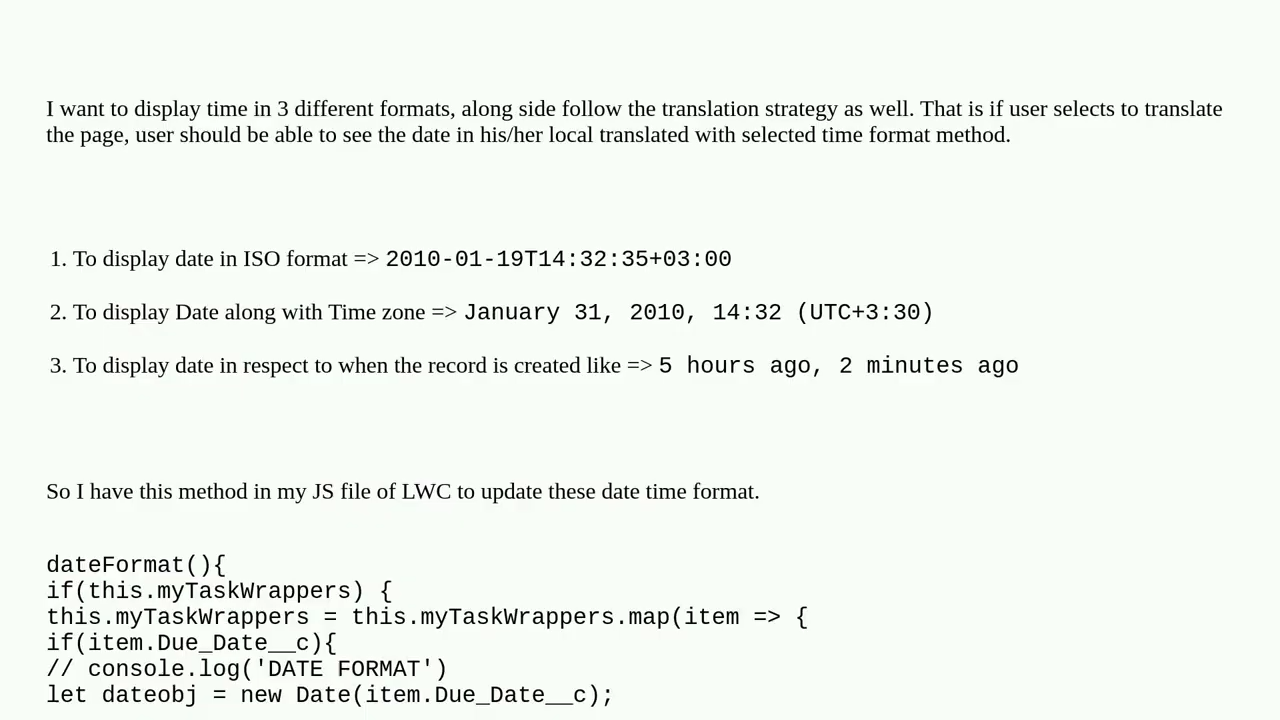 I want to display time in 3 different formats, along side follow the translation strategy as well. That is if user selects to translate
the page, user should be able to see the date in his/her local translated with selected time format method.
1. To display date in ISO format => 2010-01-19T14:32:35+03:00
2. To display Date along with Time zone => January 31, 2010, 14:32 (UTC+3:30)
3. To display date in respect to when the record is created like => 5 hours ago, 2 minutes ago
So I have this method in my JS file of LWC to update these date time format.
dateFormat(){
if(this.myTaskWrappers) {
this.myTaskWrappers = this.myTaskWrappers.map(item => {
if(item.Due_Date__c){
// console.log('DATE FORMAT')
let dateobj = new Date(item.Due_Date__c);